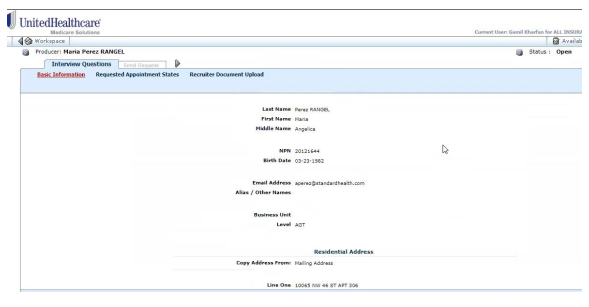 UnitedHealthcare®
Medicare Solutions
Current User: Gamil Kharfan for ALL INSURA
Workspace
Availab
Producer: Maria Perez RANGEL
Status : Open
Interview Questions
Send Request
Basic Information Requested Appointment States Recruiter Document Upload
Last Name Perez RANGEL
First Name Maria
Middle Name Angelica
NPN 20121644
Birth Date 03-23-1982
Email Address aperez@standardhealth.com
Alias / Other Names
Business Unit
Level AGT
Residential Address
Copy Address From: Mailing Address
Line One 10065 NW 46 ST APT 306